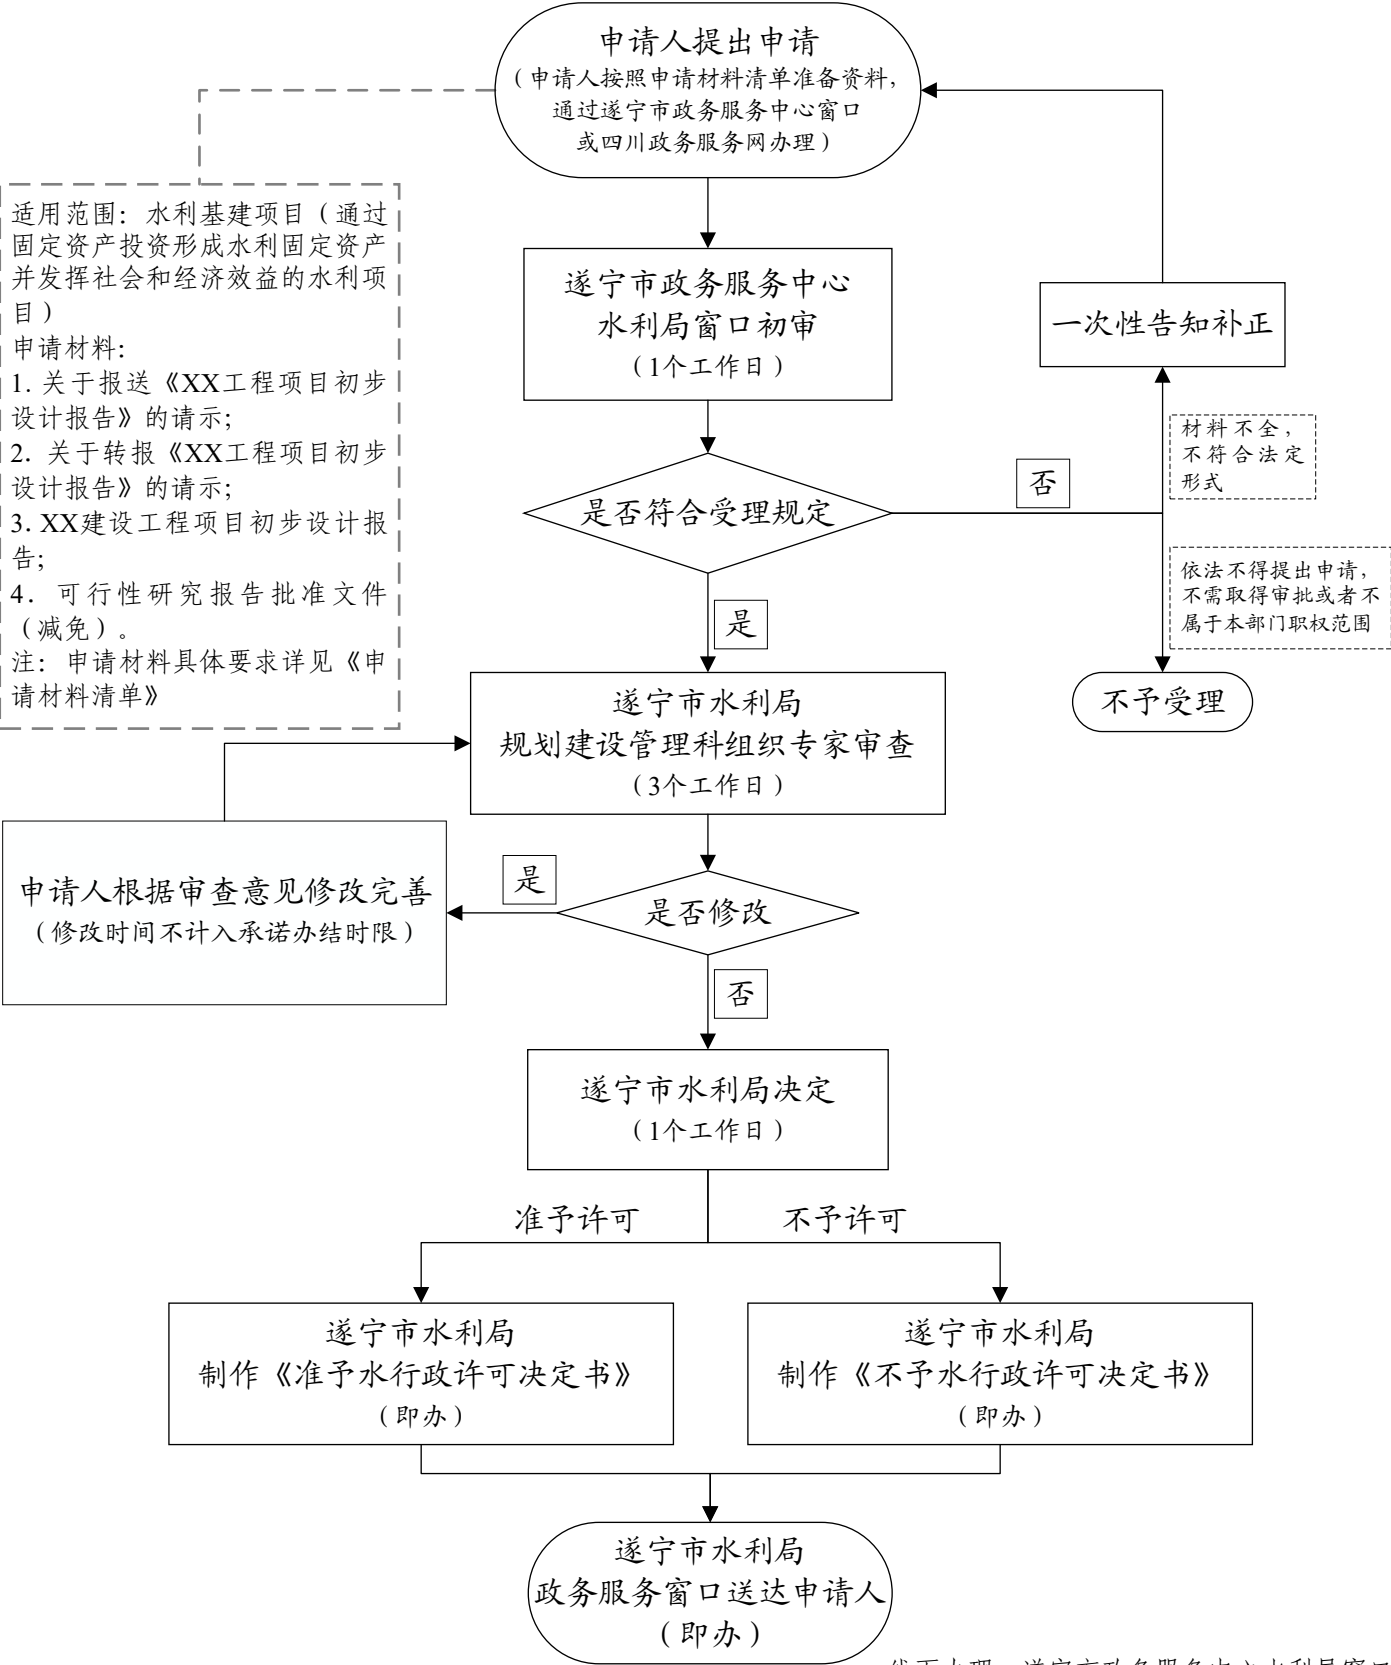 申请人提出申请
（申请人按照申请材料清单准备资料，
通过遂宁市政务服务中心窗口
或四川政务服务网办理）
适用范围：水利基建项目（通过
固定资产投资形成水利固定资产
并发挥社会和经济效益的水利项
目）
申请材料：
1. 关于报送《XX工程项目初步
设计报告》的请示；
2. 关于转报《XX工程项目初步
设计报告》的请示；
3. XX建设工程项目初步设计报
告；
4. 可行性研究报告批准文件
（减免）。
注：申请材料具体要求详见《申
请材料清单》
遂宁市政务服务中心
水利局窗口初审
（1个工作日）
一次性告知补正
材料不全，
不符合法定
形式
否
是否符合受理规定
依法不得提出申请，
不需取得审批或者不
属于本部门职权范围
是
不予受理
遂宁市水利局
规划建设管理科组织专家审查
（3个工作日）
申请人根据审查意见修改完善
（修改时间不计入承诺办结时限）
是
是否修改
否
遂宁市水利局决定
（1个工作日）
准予许可
不予许可
遂宁市水利局
制作《准予水行政许可决定书》
（即办）
遂宁市水利局
制作《不予水行政许可决定书》
（即办）
遂宁市水利局
政务服务窗口送达申请人
（即办）